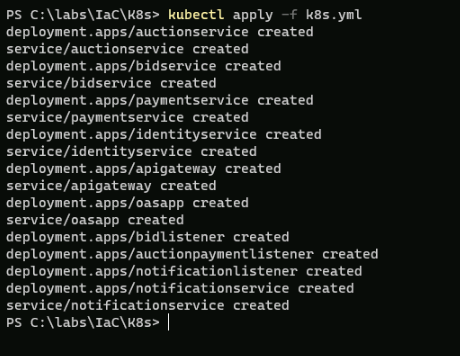 PS C:\labs\IaC\K8s> kubectl apply -f k8s.yml
deployment.apps/auctionservice created
service/auctionservice created
deployment.apps/bidservice created
service/bidservice created
deployment.apps/paymentservice created
service/paymentservice created
deployment.apps/identityservice created
service/identityservice created
deployment.apps/apigateway created
service/apigateway created
deployment.apps/oasapp created
service/oasapp created
deployment.apps/bidlistener created
deployment.apps/auctionpaymentlistener created
deployment.apps/notificationlistener created
deployment.apps/notificationservice created
service/notificationservice created
PS C:\labs\IaC\K8s>